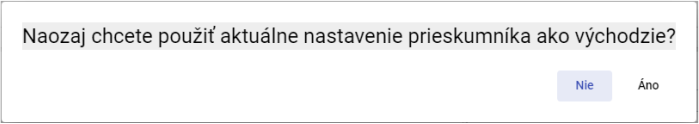 Naozaj chcete použiť aktuálne nastavenie prieskumníka ako východzie?
Nie Áno